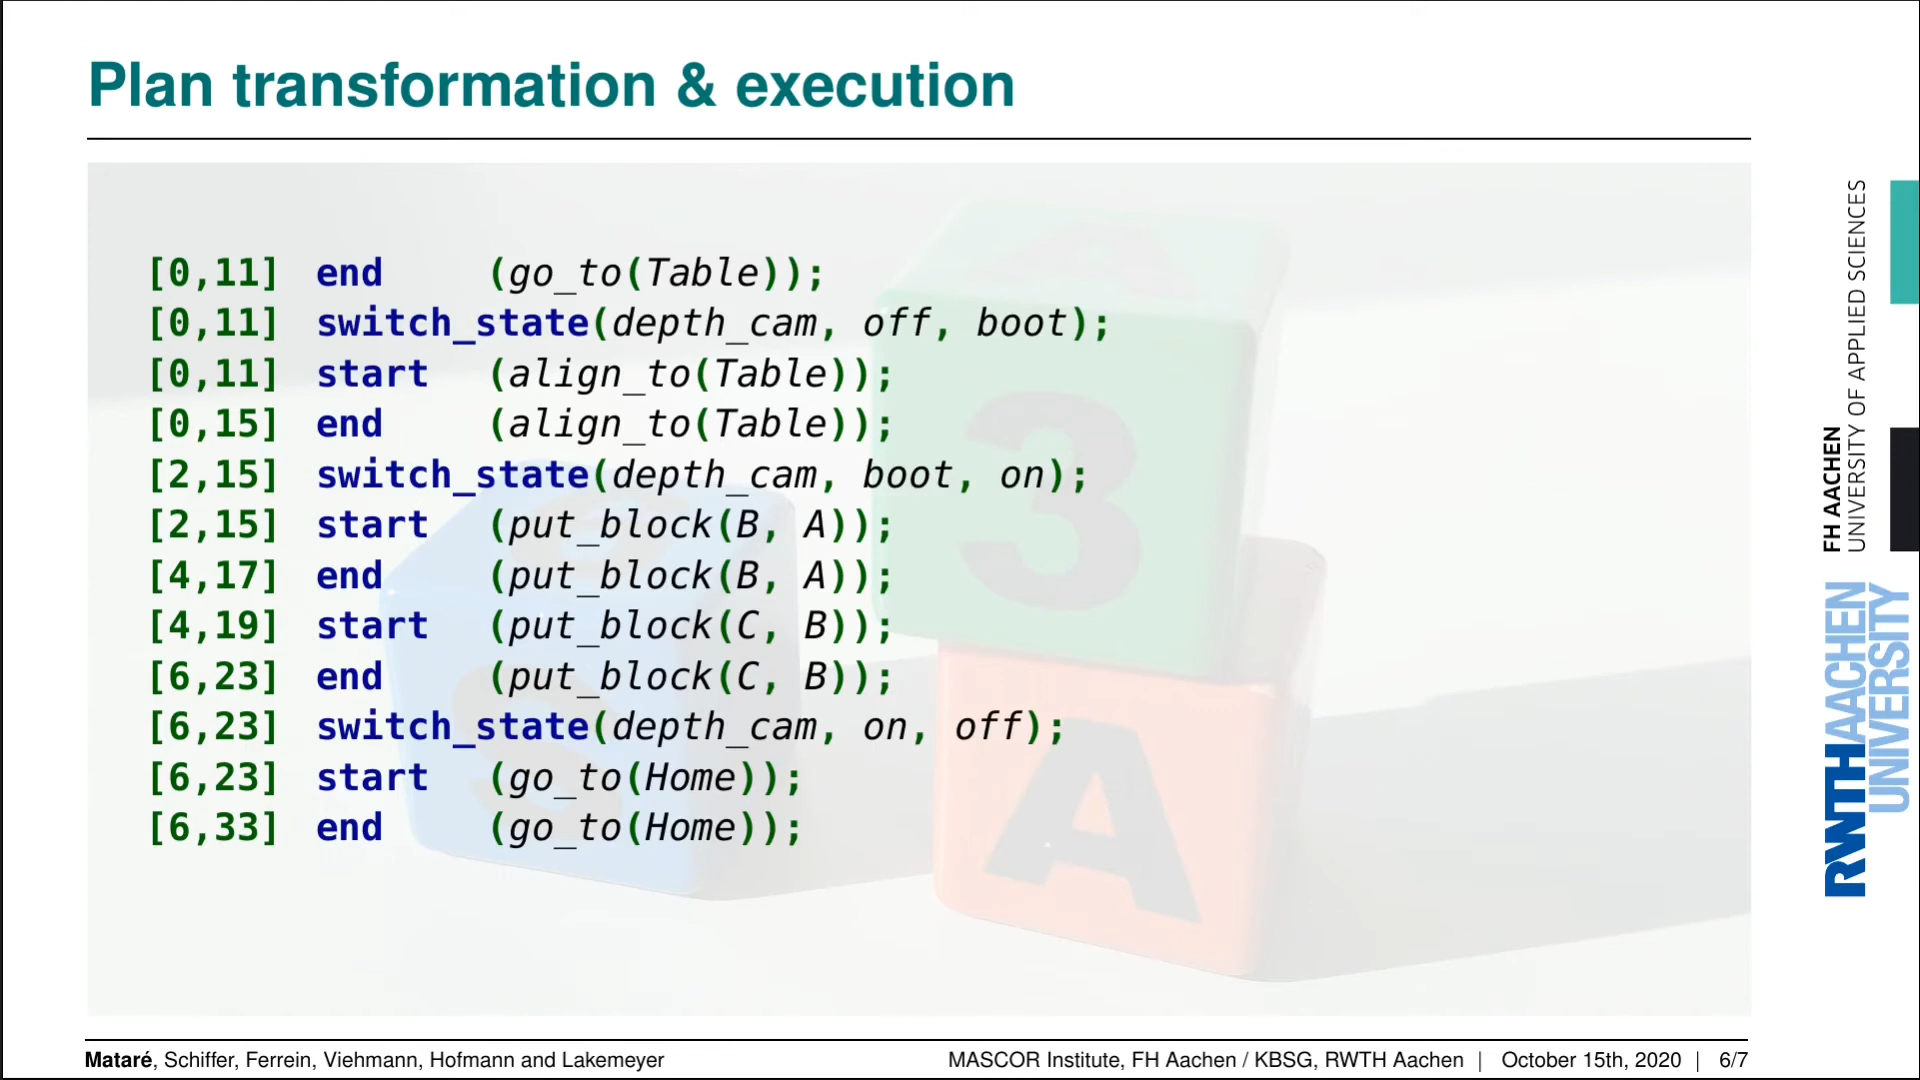 Plan transformation & execution
[0,11] end (go_to(Table));
[0,11] switch_state(depth_cam, off, boot);
[0,11] start (align_to(Table));
[0,15] end (align_to(Table));
[2,15] switch_state(depth_cam, boot, on);
[2,15] start (put_block(B, A));
[4,17] end (put_block(B, A));
[4,19] start (put_block(C, B));
[6,23] end (put_block(C, B));
[6,23] switch_state(depth_cam, on, off);
[6,23] start (go_to(Home));
[6,33] end (go_to(Home));
3
A
S
FH AACHEN
UNIVERSITY OF APPLIED SCIENCES
RWTHAACHEN
UNIVERSITY
Mataré, Schiffer, Ferrein, Viehmann, Hofmann and Lakemeyer
MASCOR Institute, FH Aachen / KBSG, RWTH Aachen | October 15th, 2020 | 6/7